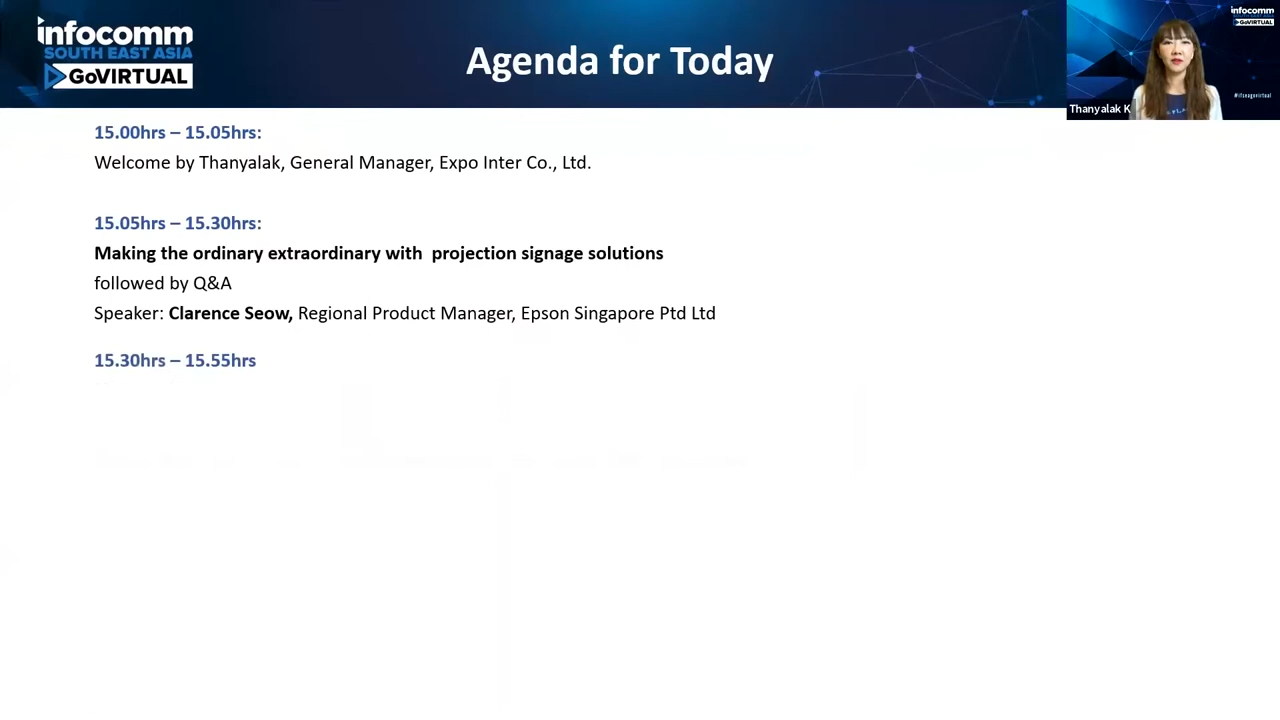 infocomm
SOUTH EAST ASIA
GoVIRTUAL
Agenda for Today
infocomm
GoVIRTUAL
#ifseagovirtual
Thanyalak K
15.00hrs – 15.05hrs:
Welcome by Thanyalak, General Manager, Expo Inter Co., Ltd.
15.05hrs – 15.30hrs:
Making the ordinary extraordinary with  projection signage solutions
followed by Q&A
Speaker: Clarence Seow, Regional Product Manager, Epson Singapore Ptd Ltd
15.30hrs – 15.55hrs